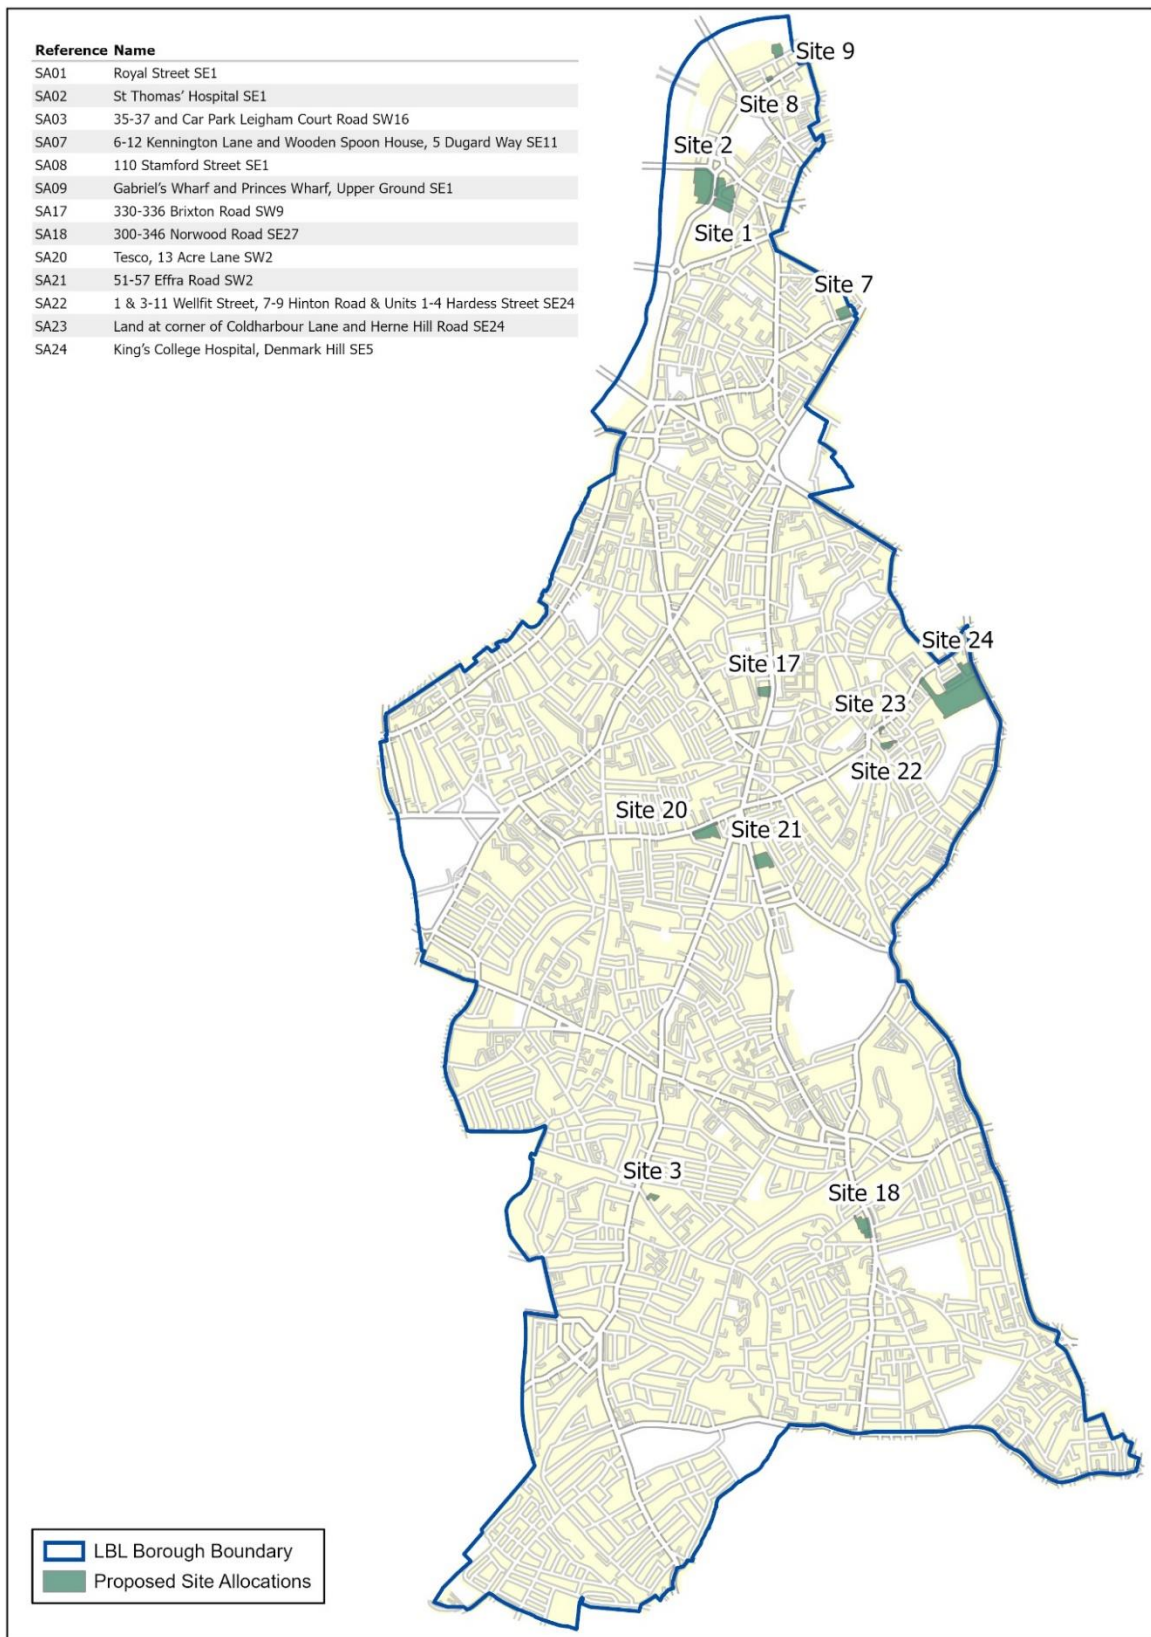 Reference Name
SA01 Royal Street SE1
SA02 St Thomas’ Hospital SE1
SA03 35-37 and Car Park Leigham Court Road SW16
SA07 6-12 Kennington Lane and Wooden Spoon House, 5 Dugard Way SE11
SA08 110 Stamford Street SE1
SA09 Gabriel’s Wharf and Princes Wharf, Upper Ground SE1
SA17 330-336 Brixton Road SW9
SA18 300-346 Norwood Road SE27
SA20 Tesco, 13 Acre Lane SW2
SA21 51-57 Effra Road SW2
SA22 1 & 3-11 Wellfit Street, 7-9 Hinton Road & Units 1-4 Hardess Street SE24
SA23 Land at corner of Coldharbour Lane and Herne Hill Road SE24
SA24 King’s College Hospital, Denmark Hill SE5
Site 9
Site 8
Site 2
Site 1
Site 7
Site 24
Site 17
Site 23
Site 22
Site 20
Site 21
Site 3
Site 18
LBL Borough Boundary
Proposed Site Allocations